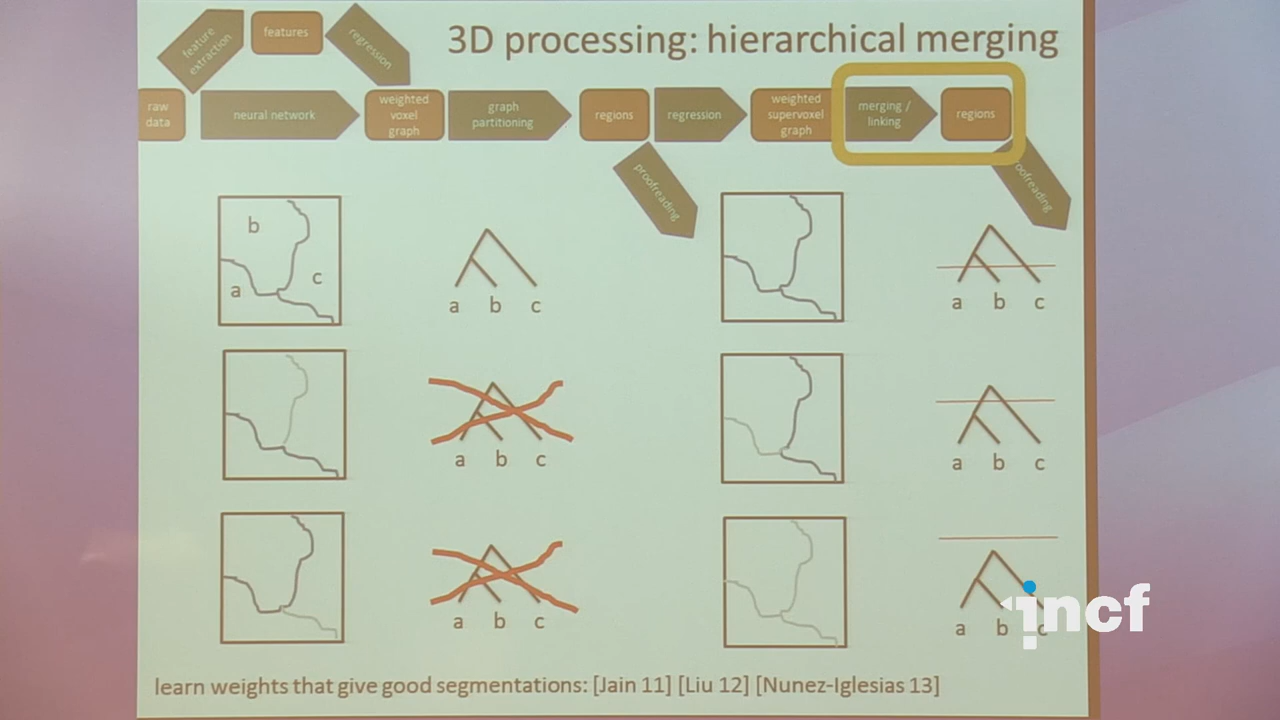 3D processing: hierarchical merging
feature
extraction
features
regression
raw
data
neural network
weighted
voxel
graph
graph
partitioning
regions
regression
weighted
supervoxel
graph
merging /
linking
regions
proofreading
oofreading
b
a
c
a b c
a b c
a b c
a b c
a b c
a b c
learn weights that give good segmentations: [Jain 11] [Liu 12] [Nunez-Iglesias 13]
incf